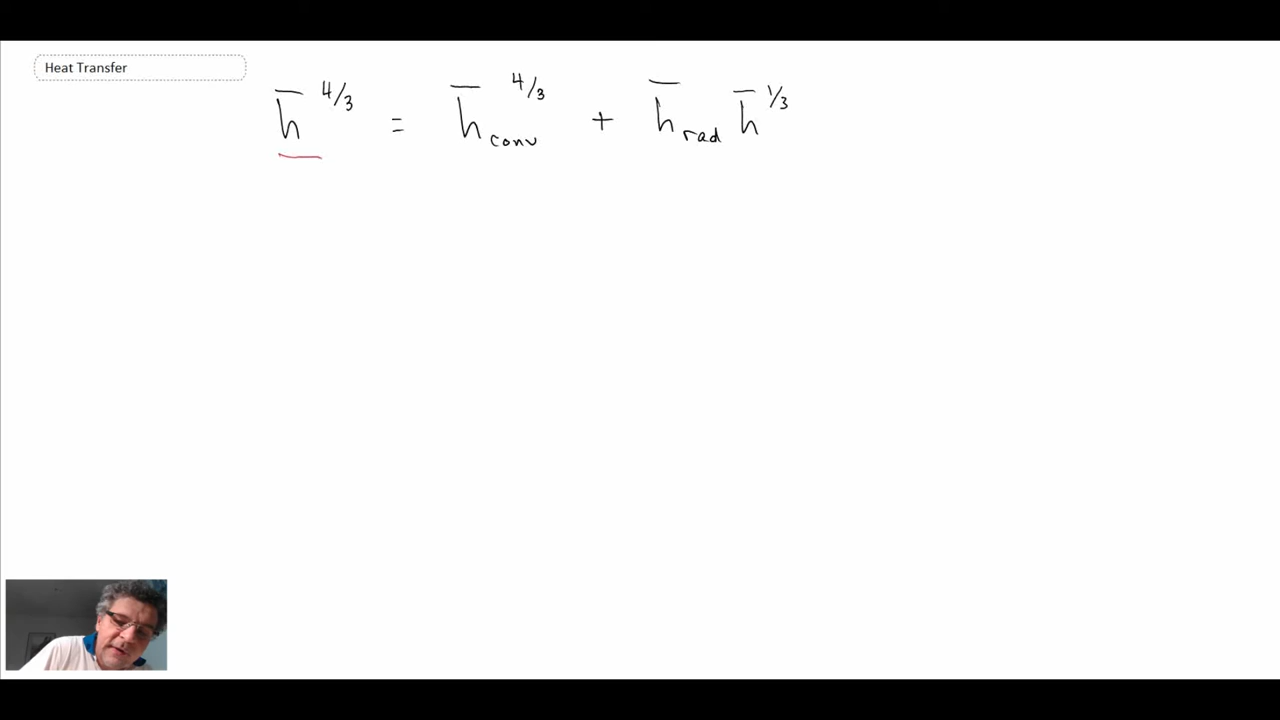 Heat Transfer
h̅^4/3 = h̅_conv^4/3 + h̅_rad h̅^1/3